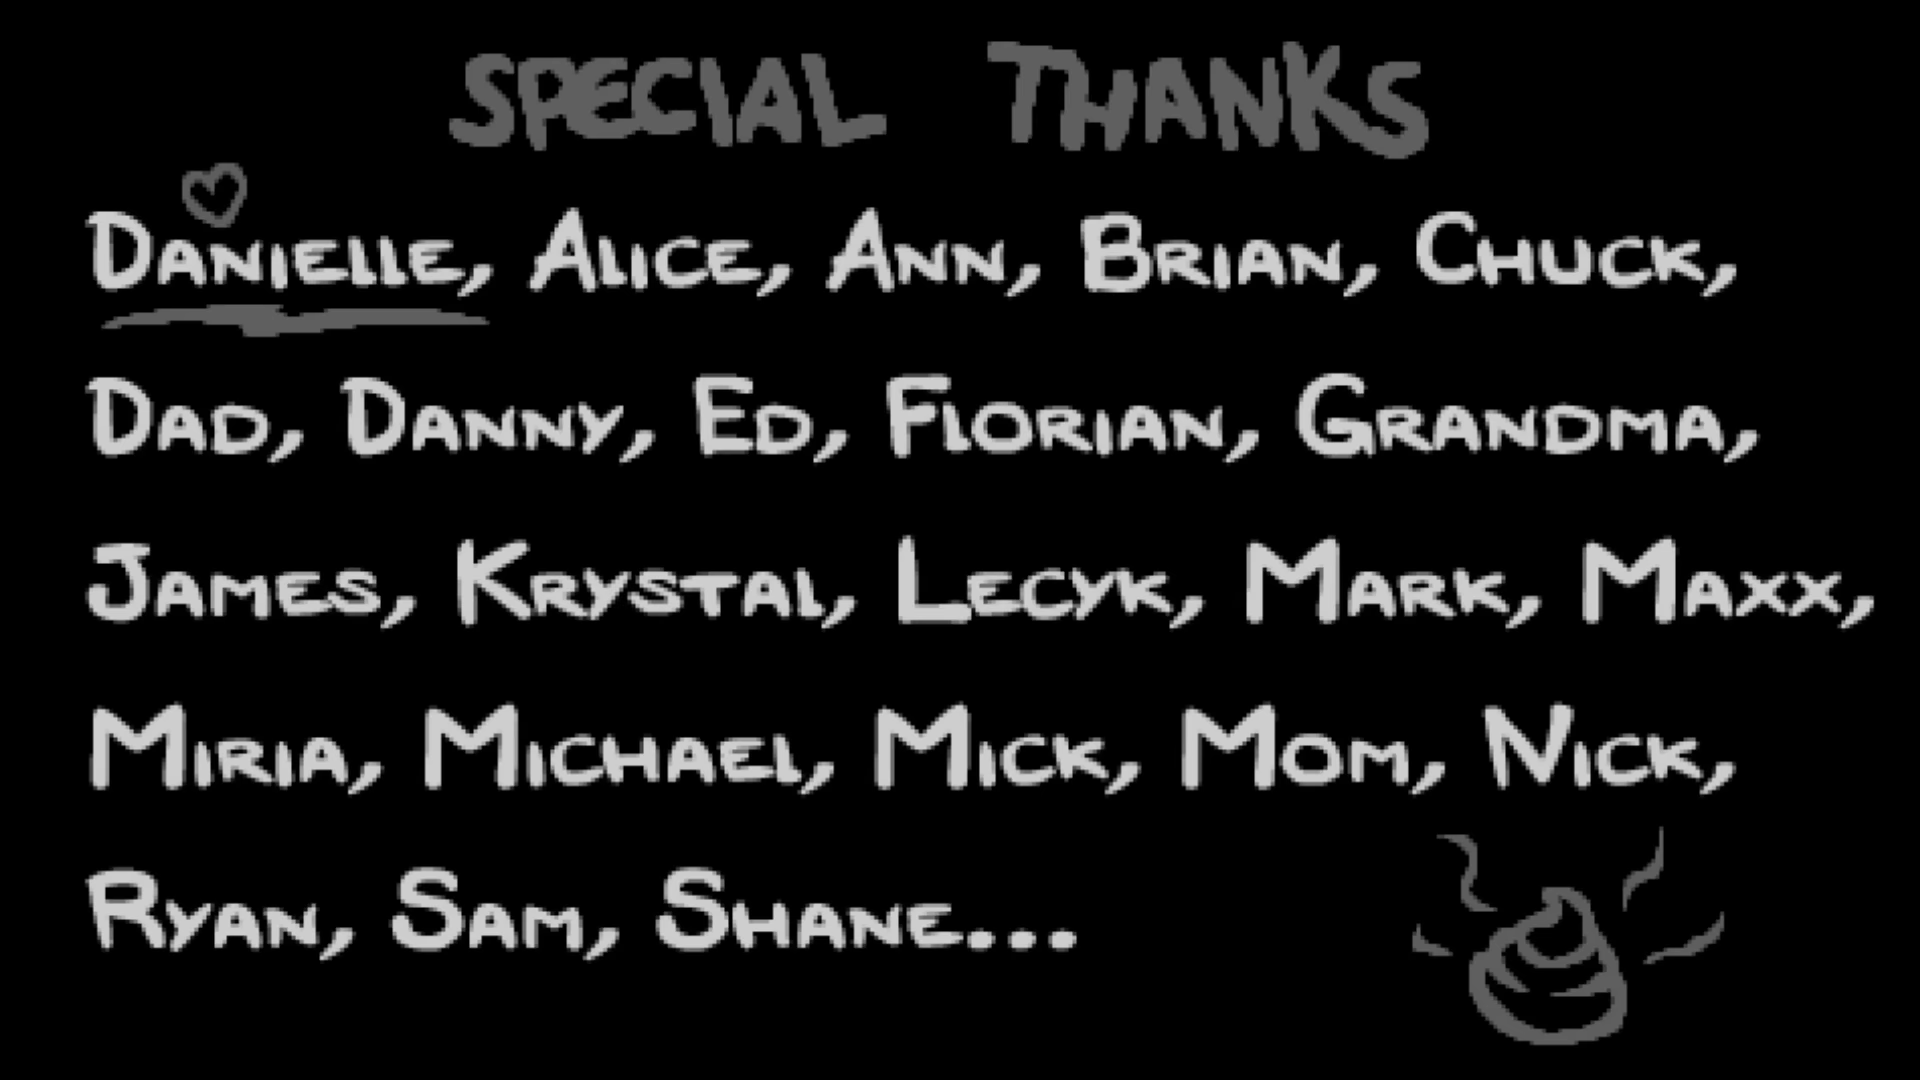 SPECIAL THANKS
DANIELLE, ALICE, ANN, BRIAN, CHUCK,
DAD, DANNY, ED, FLORIAN, GRANDMA,
JAMES, KRYSTAL, LECYK, MARK, MAXX,
MIRIA, MICHAEL, MICK, MOM, NICK,
RYAN, SAM, SHANE...